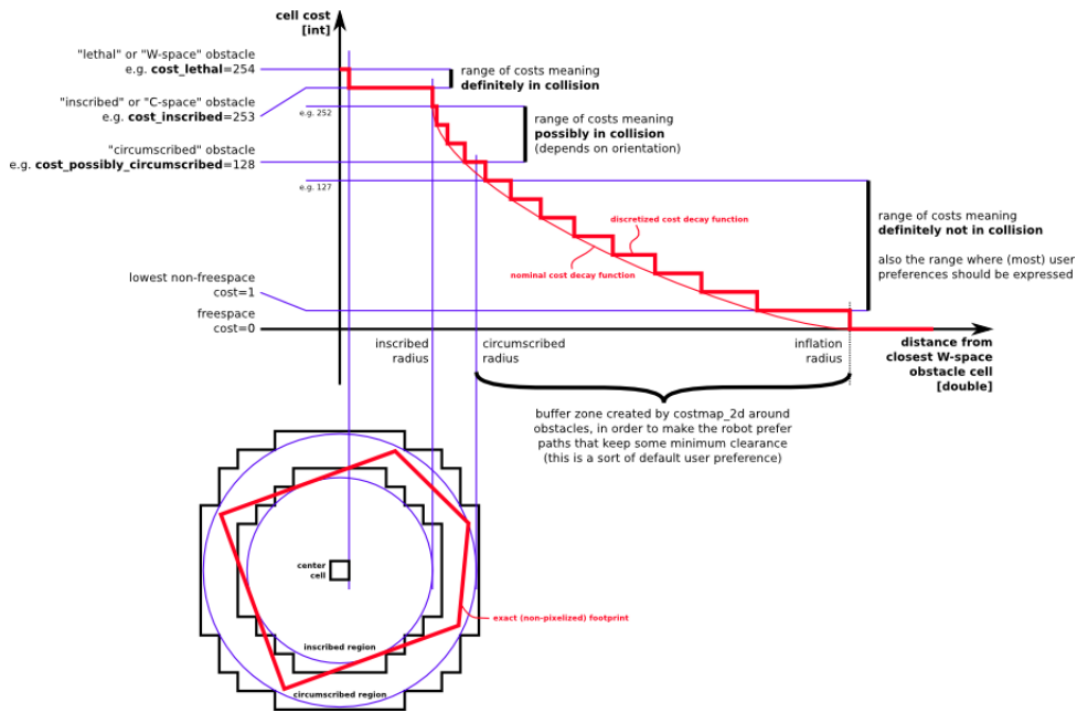 cell cost
[int]
"lethal" or "W-space" obstacle
e.g. cost_lethal=254
range of costs meaning
definitely in collision
"inscribed" or "C-space" obstacle
e.g. cost_inscribed=253
e.g. 252
range of costs meaning
possibly in collision
(depends on orientation)
"circumscribed" obstacle
e.g. cost_possibly_circumscribed=128
e.g. 127
discretized cost decay function
nominal cost decay function
range of costs meaning
definitely not in collision
also the range where (most) user
preferences should be expressed
lowest non-freespace
cost=1
freespace
cost=0
inscribed
radius
circumscribed
radius
inflation
radius
distance from
closest W-space
obstacle cell
[double]
buffer zone created by costmap_2d around
obstacles, in order to make the robot prefer
paths that keep some minimum clearance
(this is a sort of default user preference)
center
cell
exact (non-pixelized) footprint
inscribed region
circumscribed region